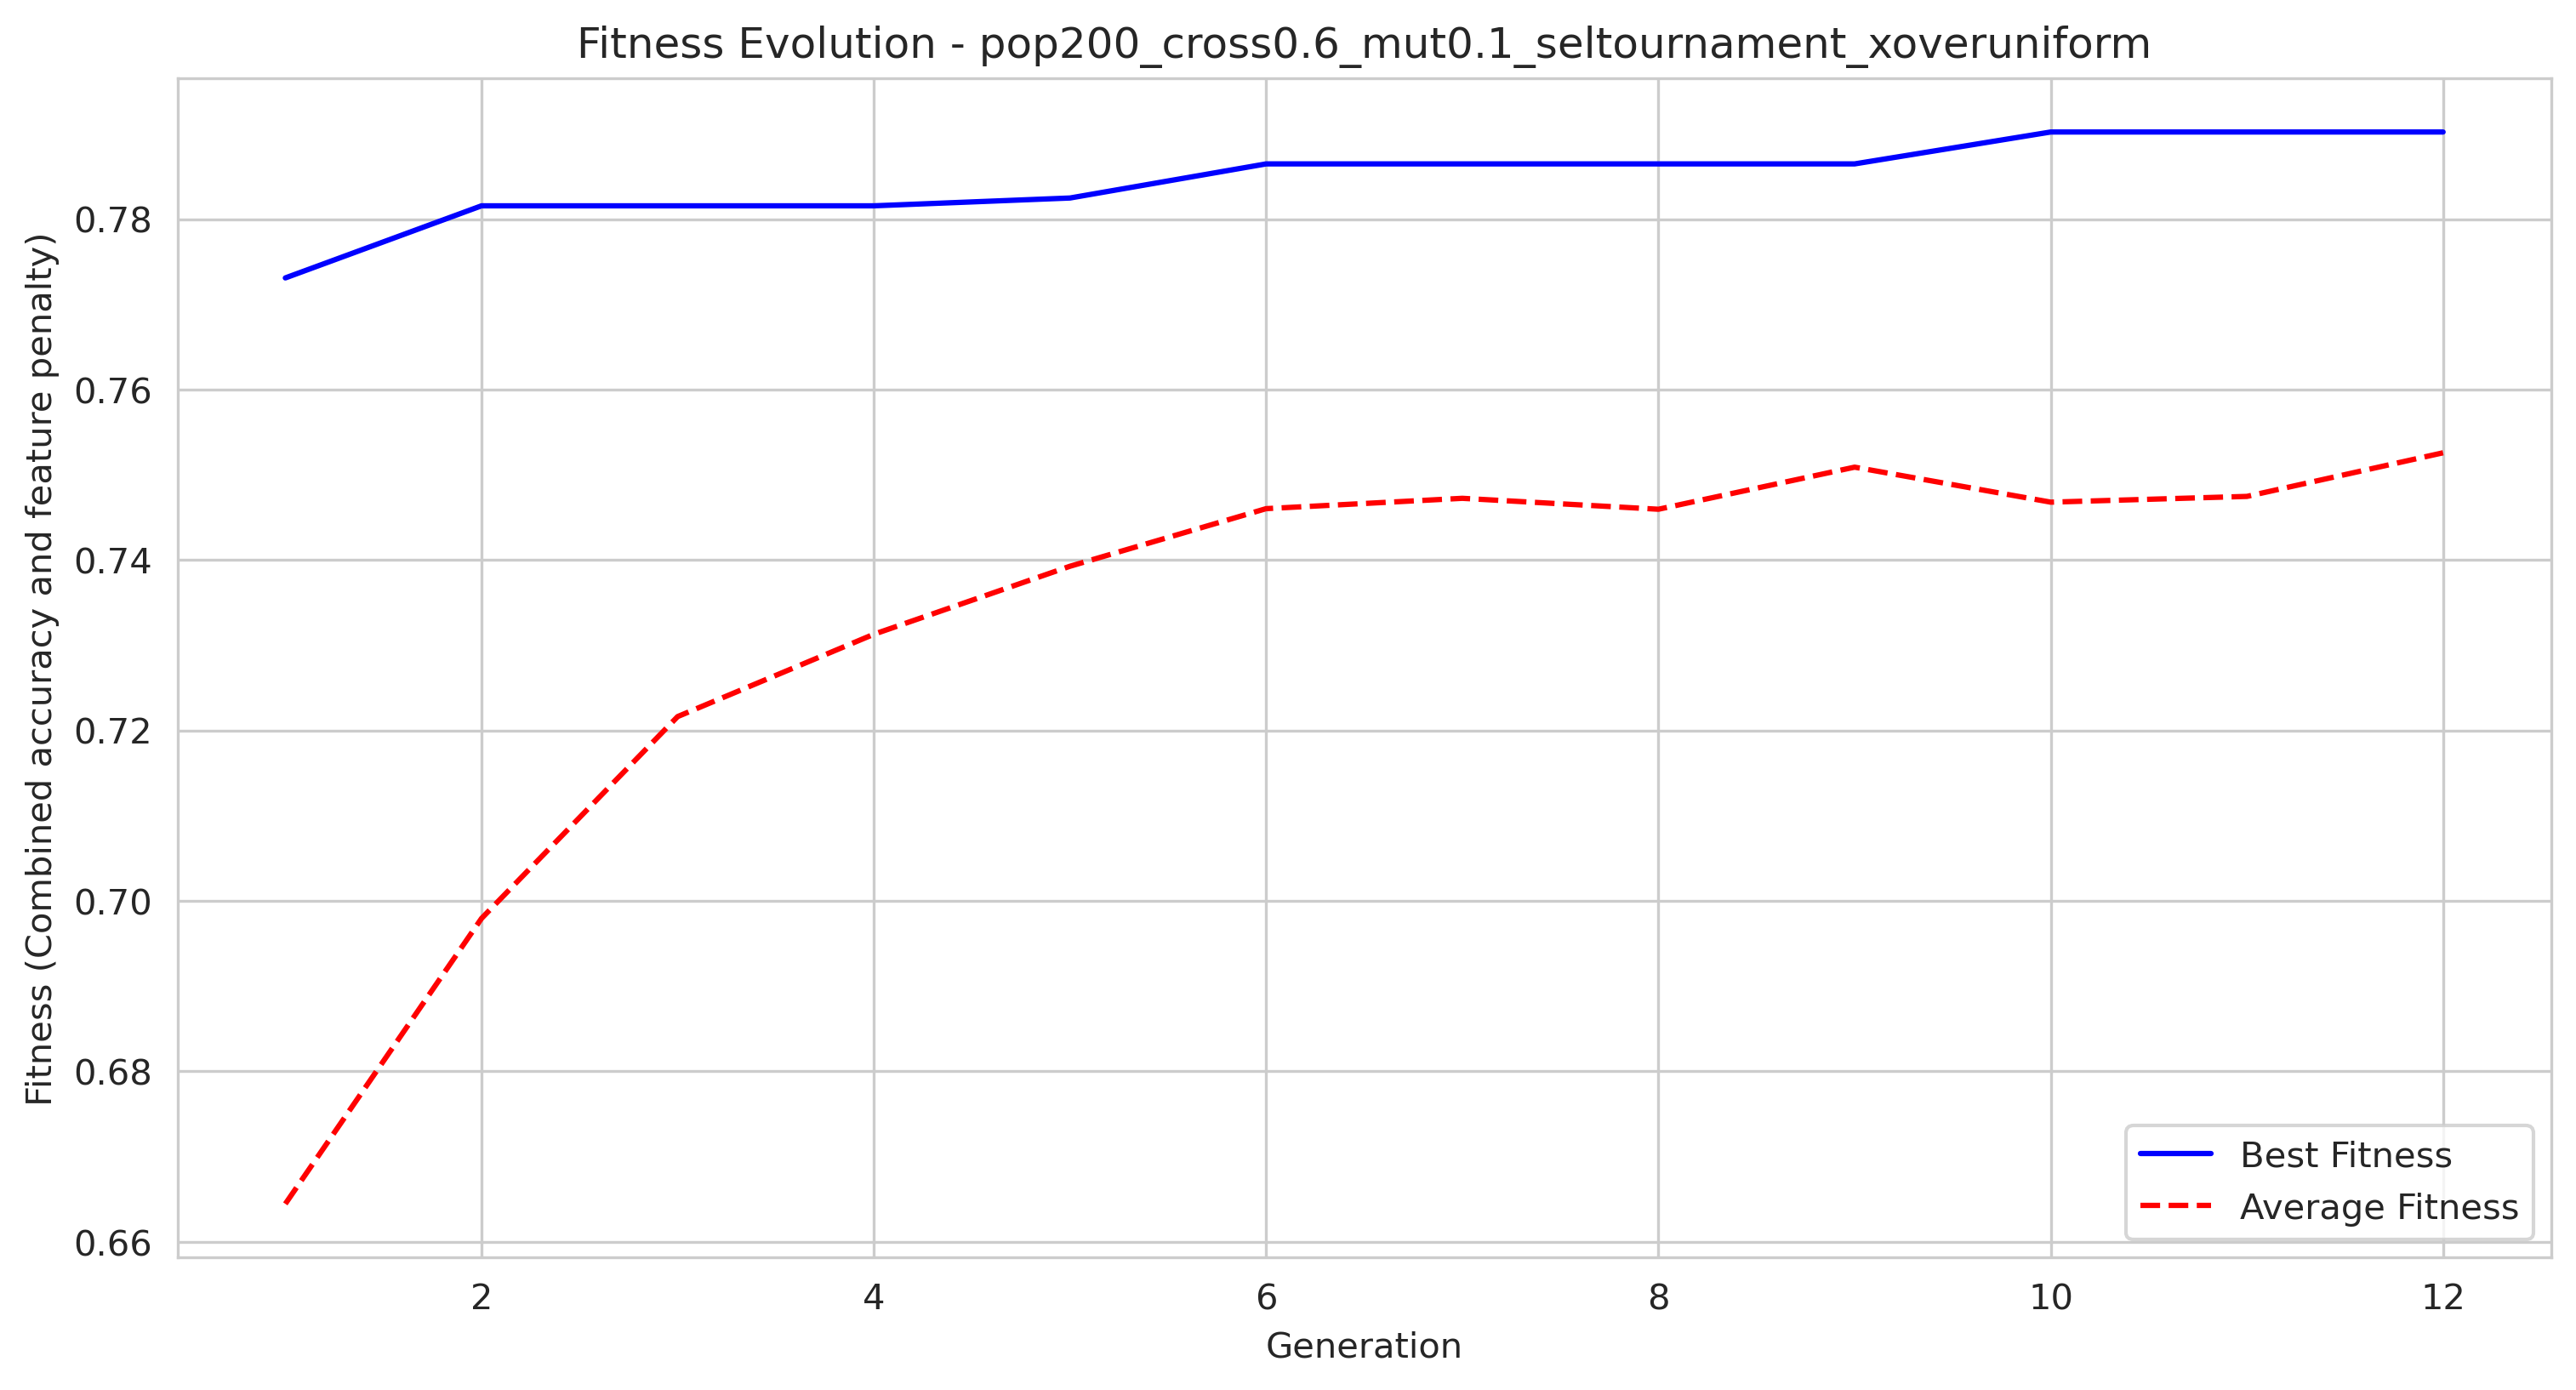 Fitness Evolution - pop200_cross0.6_mut0.1_seltournament_xoveruniform
Fitness (Combined accuracy and feature penalty)
0.78
0.76
0.74
0.72
0.70
0.68
0.66
2 4 6 8 10 12
Generation
Best Fitness
Average Fitness